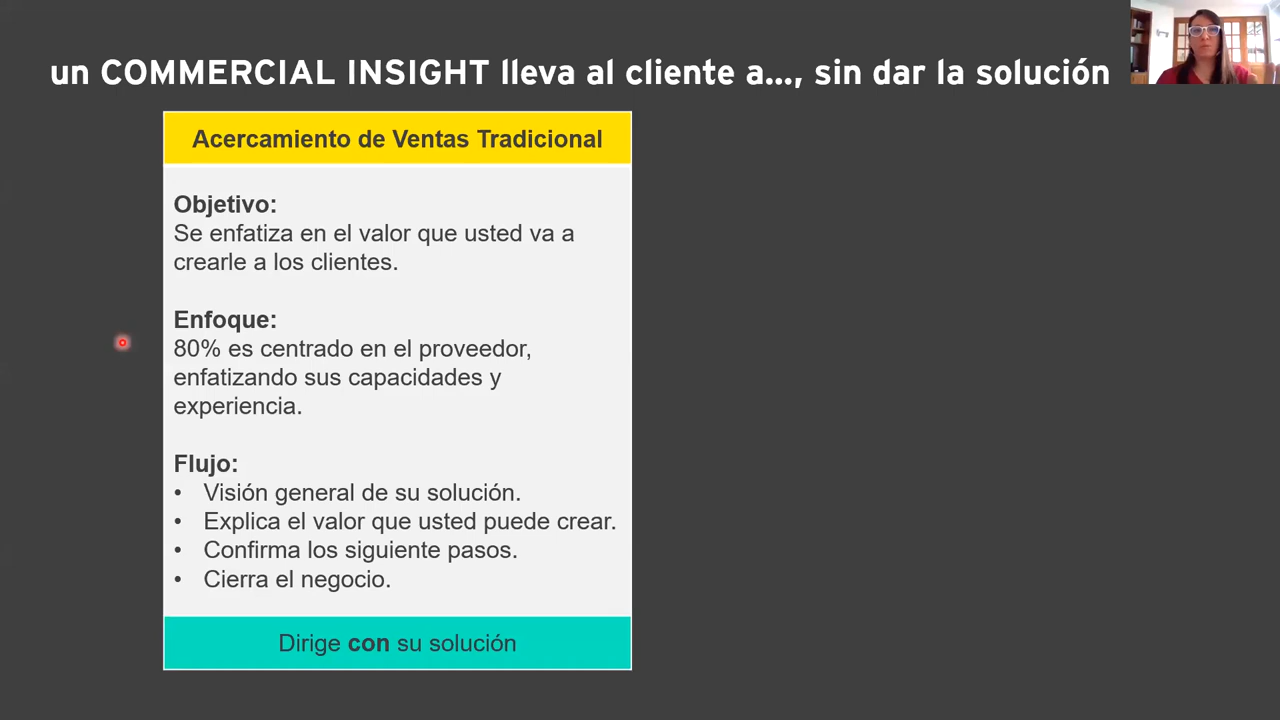 un COMMERCIAL INSIGHT lleva al cliente a..., sin dar la solución
Acercamiento de Ventas Tradicional
Objetivo:
Se enfatiza en el valor que usted va a
crearle a los clientes.
Enfoque:
80% es centrado en el proveedor,
enfatizando sus capacidades y
experiencia.
Flujo:
• Visión general de su solución.
• Explica el valor que usted puede crear.
• Confirma los siguiente pasos.
• Cierra el negocio.
Dirige con su solución